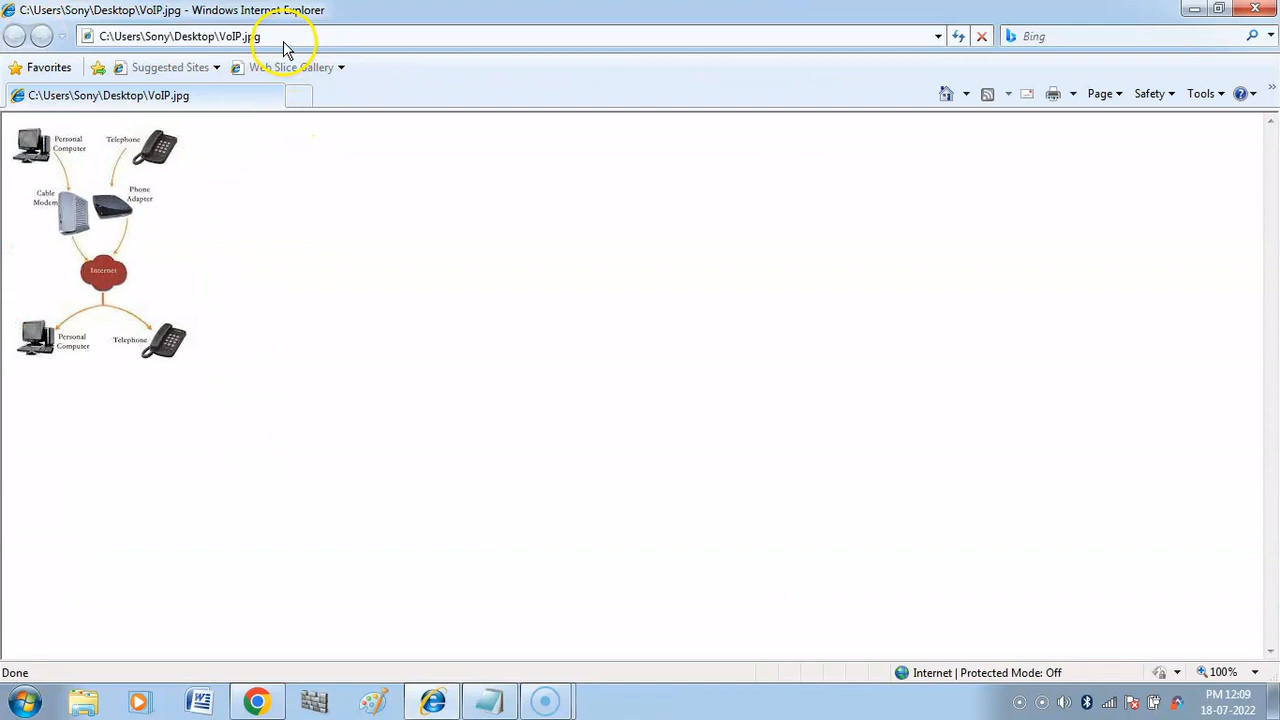 C:\Users\Sony\Desktop\VoIP.jpg - Windows Internet Explorer
C:\Users\Sony\Desktop\VoIP.jpg
Bing
Favorites
Suggested Sites
Web Slice Gallery
C:\Users\Sony\Desktop\VoIP.jpg
Page
Safety
Tools
Personal
Computer
Telephone
Cable
Modem
Phone
Adapter
Internet
Personal
Computer
Telephone
Done
Internet | Protected Mode: Off
100%
PM 12:09
18-07-2022